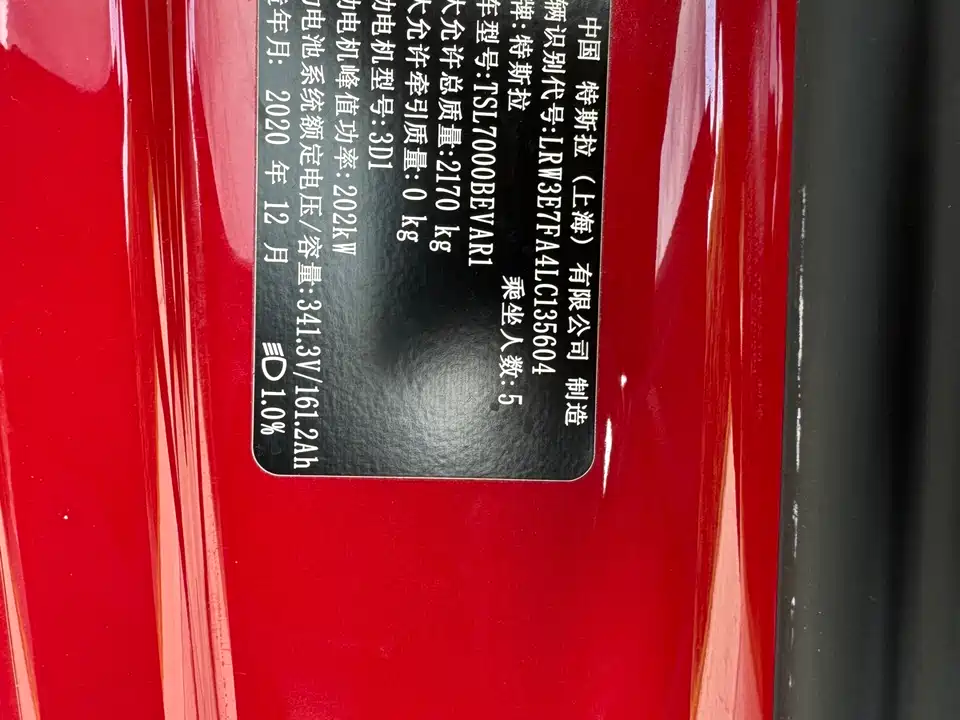 中国 特斯拉（上海）有限公司 制造
辆识别代号:LRW3E7FA4LC135604
牌:特斯拉 乘坐人数:5
车型号:TSL7000BEVAR1
大允许总质量:2170 kg
大允许牵引质量: 0 kg
动电机型号:3D1
动电机峰值功率:202kW
力电池系统额定电压/容量:341.3V/161.2Ah
年月: 2020 年 12 月 1.0%